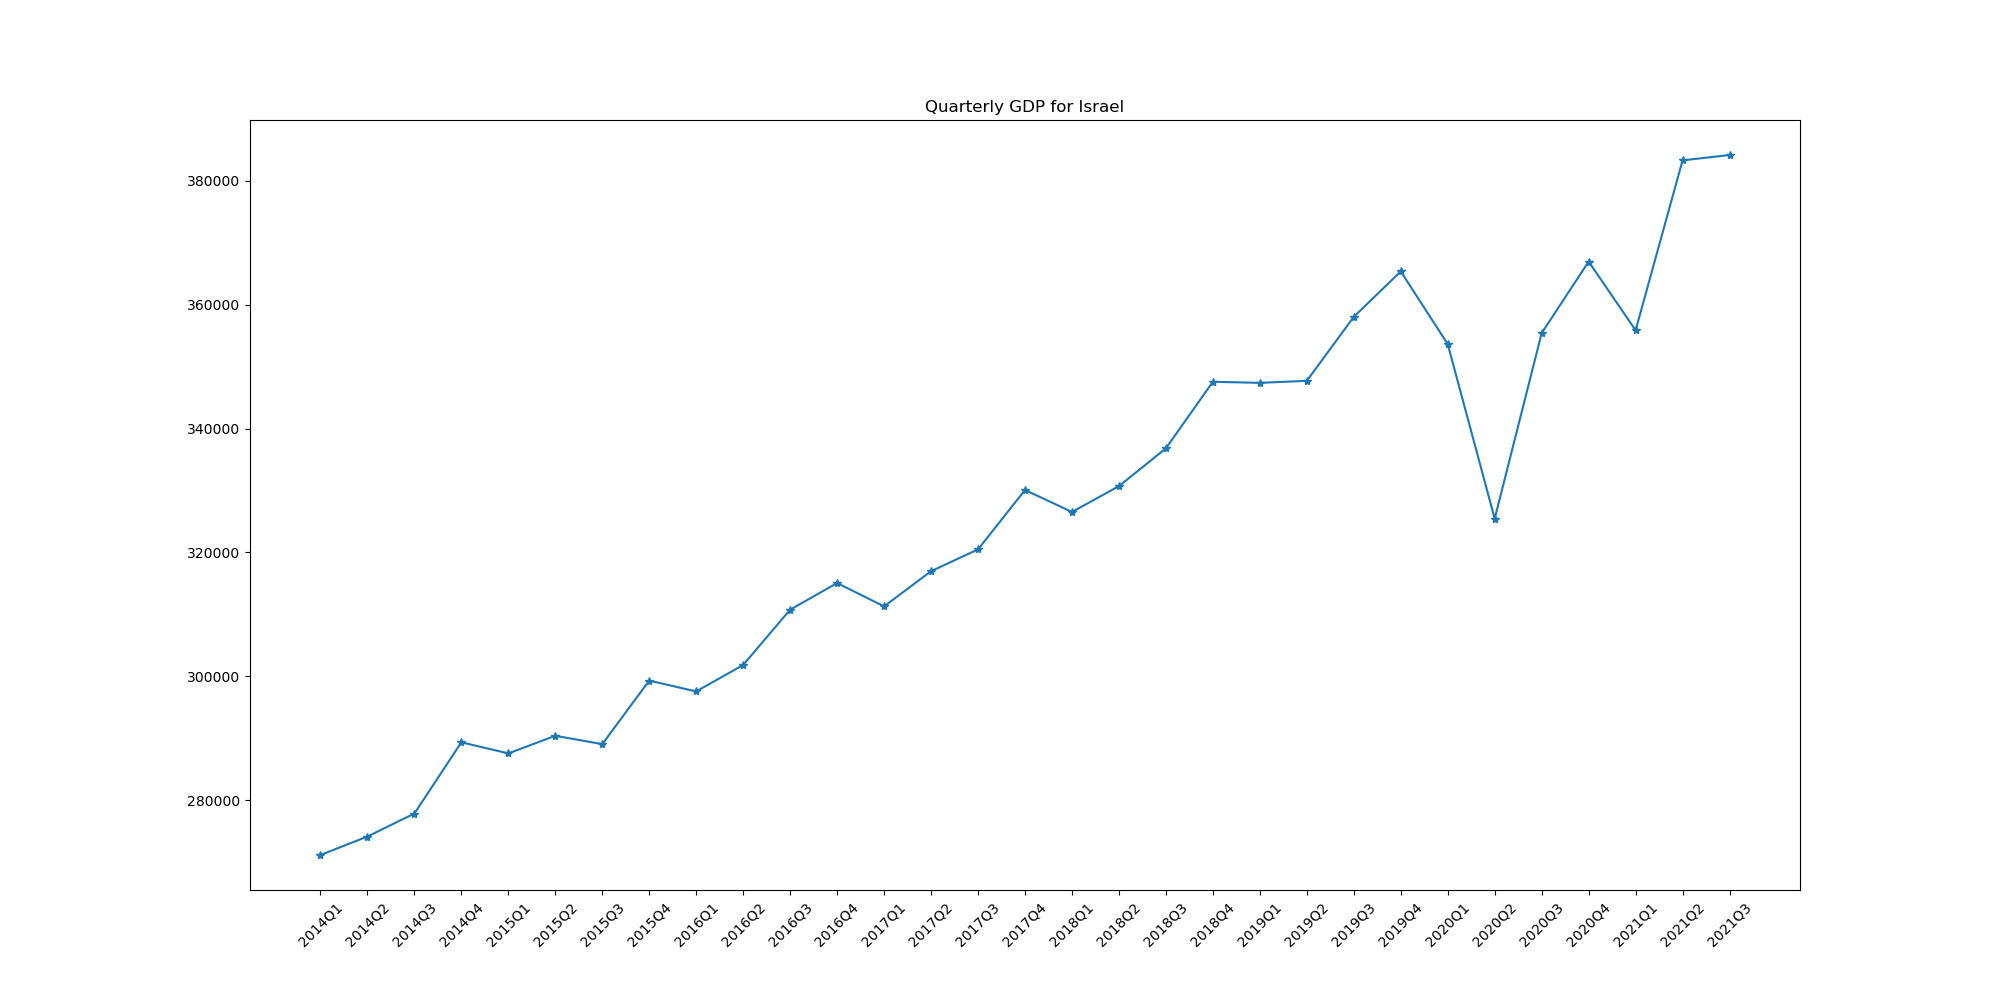 Quarterly GDP for Israel
380000
360000
340000
320000
300000
280000
2014Q1
2014Q2
2014Q3
2014Q4
2015Q1
2015Q2
2015Q3
2015Q4
2016Q1
2016Q2
2016Q3
2016Q4
2017Q1
2017Q2
2017Q3
2017Q4
2018Q1
2018Q2
2018Q3
2018Q4
2019Q1
2019Q2
2019Q3
2019Q4
2020Q1
2020Q2
2020Q3
2020Q4
2021Q1
2021Q2
2021Q3